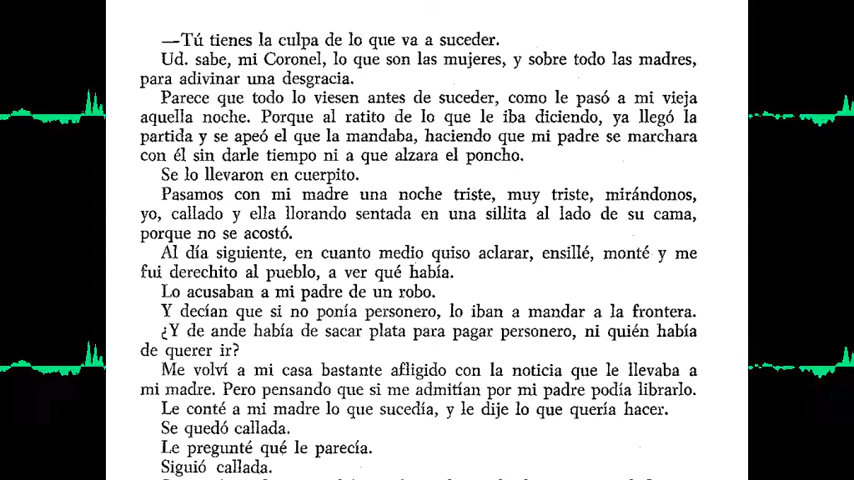 —Tú tienes la culpa de lo que va a suceder.
Ud. sabe, mi Coronel, lo que son las mujeres, y sobre todo las madres,
para adivinar una desgracia.
Parece que todo lo viesen antes de suceder, como le pasó a mi vieja
aquella noche. Porque al ratito de lo que le iba diciendo, ya llegó la
partida y se apeó el que la mandaba, haciendo que mi padre se marchara
con él sin darle tiempo ni a que alzara el poncho.
Se lo llevaron en cuerpito.
Pasamos con mi madre una noche triste, muy triste, mirándonos,
yo, callado y ella llorando sentada en una sillita al lado de su cama,
porque no se acostó.
Al día siguiente, en cuanto medio quiso aclarar, ensillé, monté y me
fui derechito al pueblo, a ver qué había.
Lo acusaban a mi padre de un robo.
Y decían que si no ponía personero, lo iban a mandar a la frontera.
¿Y de ande había de sacar plata para pagar personero, ni quién había
de querer ir?
Me volví a mi casa bastante afligido con la noticia que le llevaba a
mi madre. Pero pensando que si me admitían por mi padre podía librarlo.
Le conté a mi madre lo que sucedía, y le dije lo que quería hacer.
Se quedó callada.
Le pregunté qué le parecía.
Siguió callada.